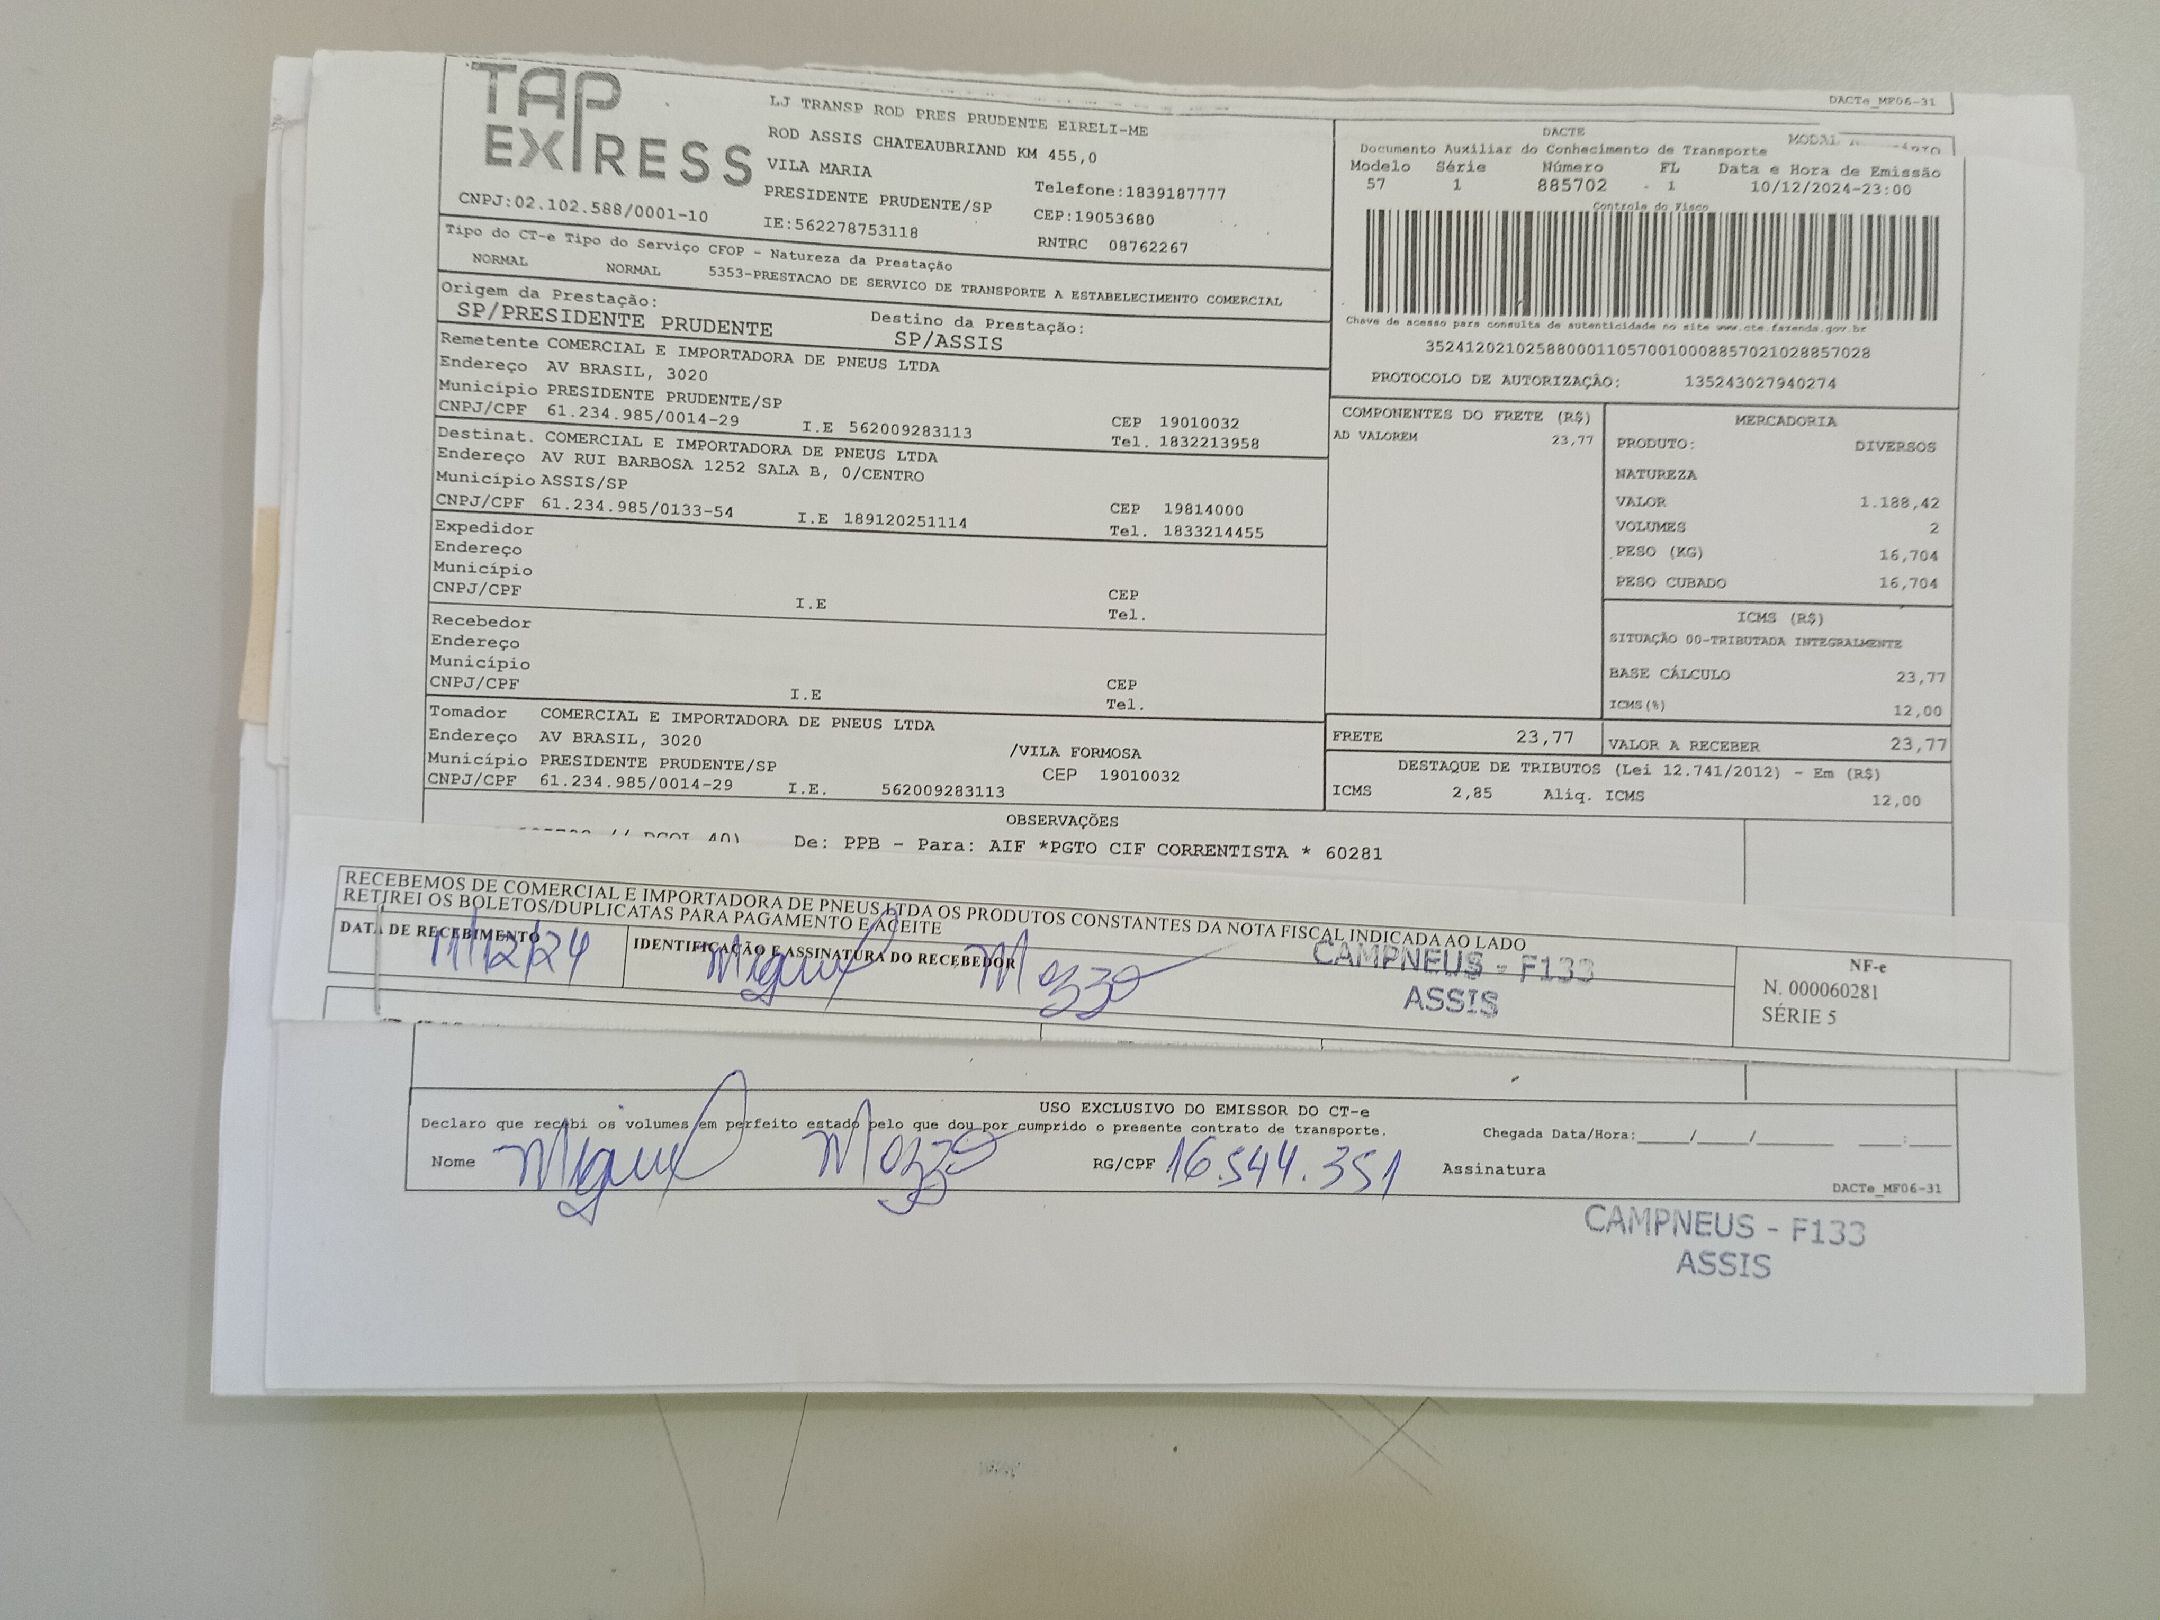 DACTe_MF06-31
TAP
EXPRESS
CNPJ:02.102.588/0001-10
LJ TRANSP ROD PRES PRUDENTE EIRELI-ME
ROD ASSIS CHATEAUBRIAND KM 455,0
VILA MARIA
PRESIDENTE PRUDENTE/SP
Telefone:1839187777
CEP:19053680
IE:562278753118
RNTRC 08762267
DACTE
Documento Auxiliar do Conhecimento de Transporte
MODAL
Modelo Série Número FL Data e Hora de Emissão
57 1 885702 - 1 10/12/2024-23:00
Controle do Fisco
Chave de acesso para consulta de autenticidade no site www.cte.fazenda.gov.br
35241202102588000110570010008857021028857028
PROTOCOLO DE AUTORIZAÇÃO: 135243027940274
Tipo do CT-e Tipo do Serviço CFOP - Natureza da Prestação
NORMAL NORMAL 5353-PRESTACAO DE SERVICO DE TRANSPORTE A ESTABELECIMENTO COMERCIAL
Origem da Prestação: Destino da Prestação:
SP/PRESIDENTE PRUDENTE SP/ASSIS
Remetente COMERCIAL E IMPORTADORA DE PNEUS LTDA
Endereço AV BRASIL, 3020
Município PRESIDENTE PRUDENTE/SP CEP 19010032
CNPJ/CPF 61.234.985/0014-29 I.E 562009283113 Tel. 1832213958
Destinat. COMERCIAL E IMPORTADORA DE PNEUS LTDA
Endereço AV RUI BARBOSA 1252 SALA B, 0/CENTRO
Município ASSIS/SP CEP 19814000
CNPJ/CPF 61.234.985/0133-54 I.E 189120251114 Tel. 1833214455
Expedidor
Endereço
Município CEP
CNPJ/CPF I.E Tel.
Recebedor
Endereço
Município CEP
CNPJ/CPF I.E Tel.
Tomador COMERCIAL E IMPORTADORA DE PNEUS LTDA
Endereço AV BRASIL, 3020 /VILA FORMOSA
Município PRESIDENTE PRUDENTE/SP CEP 19010032
CNPJ/CPF 61.234.985/0014-29 I.E. 562009283113
COMPONENTES DO FRETE (R$)
AD VALOREM 23,77
MERCADORIA
PRODUTO: DIVERSOS
NATUREZA
VALOR 1.188,42
VOLUMES 2
PESO (KG) 16,704
PESO CUBADO 16,704
ICMS (R$)
SITUAÇÃO 00-TRIBUTADA INTEGRALMENTE
BASE CÁLCULO 23,77
ICMS(%) 12,00
FRETE 23,77 VALOR A RECEBER 23,77
DESTAQUE DE TRIBUTOS (Lei 12.741/2012) - Em (R$)
ICMS 2,85 Aliq. ICMS 12,00
OBSERVAÇÕES
De: PPB - Para: AIF *PGTO CIF CORRENTISTA * 60281
RECEBEMOS DE COMERCIAL E IMPORTADORA DE PNEUS LTDA OS PRODUTOS CONSTANTES DA NOTA FISCAL INDICADA AO LADO
RETIREI OS BOLETOS/DUPLICATAS PARA PAGAMENTO E ACEITE
DATA DE RECEBIMENTO IDENTIFICAÇÃO E ASSINATURA DO RECEBEDOR
11/12/24 Miguel Mozzo
CAMPNEUS - F133
ASSIS
NF-e
N. 000060281
SÉRIE 5
USO EXCLUSIVO DO EMISSOR DO CT-e
Declaro que recebi os volumes em perfeito estado pelo que dou por cumprido o presente contrato de transporte. Chegada Data/Hora:_____/_____/_______ ____:____
Nome Miguel Mozzo RG/CPF 16.544.351 Assinatura
DACTe_MF06-31
CAMPNEUS - F133
ASSIS